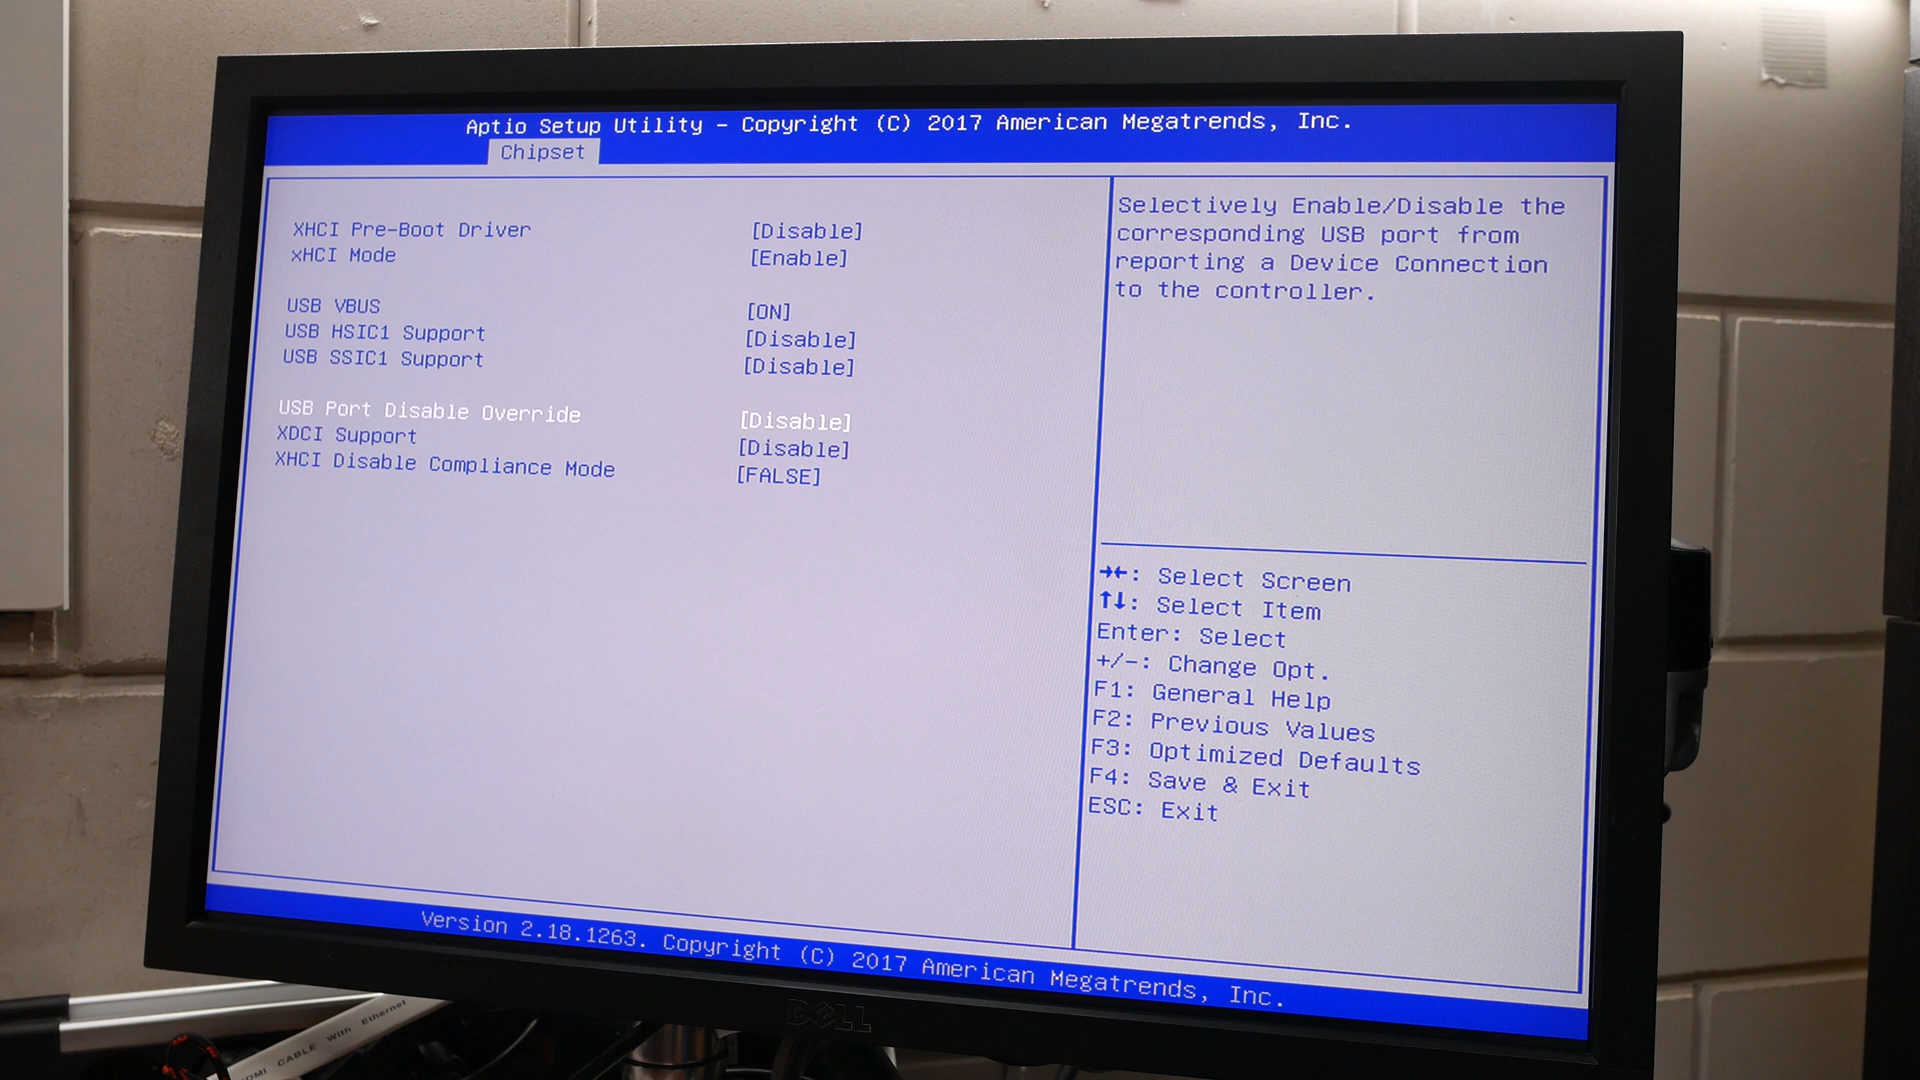 Aptio Setup Utility – Copyright (C) 2017 American Megatrends, Inc.
Chipset
XHCI Pre-Boot Driver [Disable]
xHCI Mode [Enable]
USB VBUS [ON]
USB HSIC1 Support [Disable]
USB SSIC1 Support [Disable]
USB Port Disable Override [Disable]
XDCI Support [Disable]
XHCI Disable Compliance Mode [FALSE]
Selectively Enable/Disable the
corresponding USB port from
reporting a Device Connection
to the controller.
→←: Select Screen
↑↓: Select Item
Enter: Select
+/-: Change Opt.
F1: General Help
F2: Previous Values
F3: Optimized Defaults
F4: Save & Exit
ESC: Exit
Version 2.18.1263. Copyright (C) 2017 American Megatrends, Inc.
DELL
CABLE With Ethernet